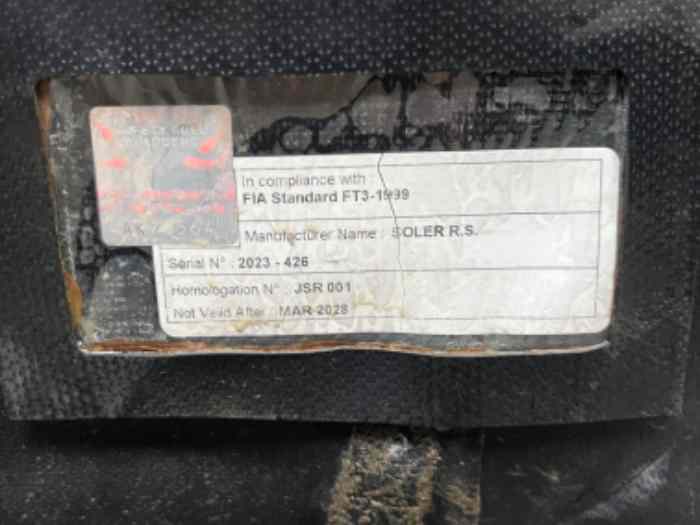 In compliance with :
FIA Standard FT3-1999
Manufacturer Name : SOLER R.S.
Serial N° : 2023 - 426
Homologation N° : JSR 001
Not Valid After : MAR 2028